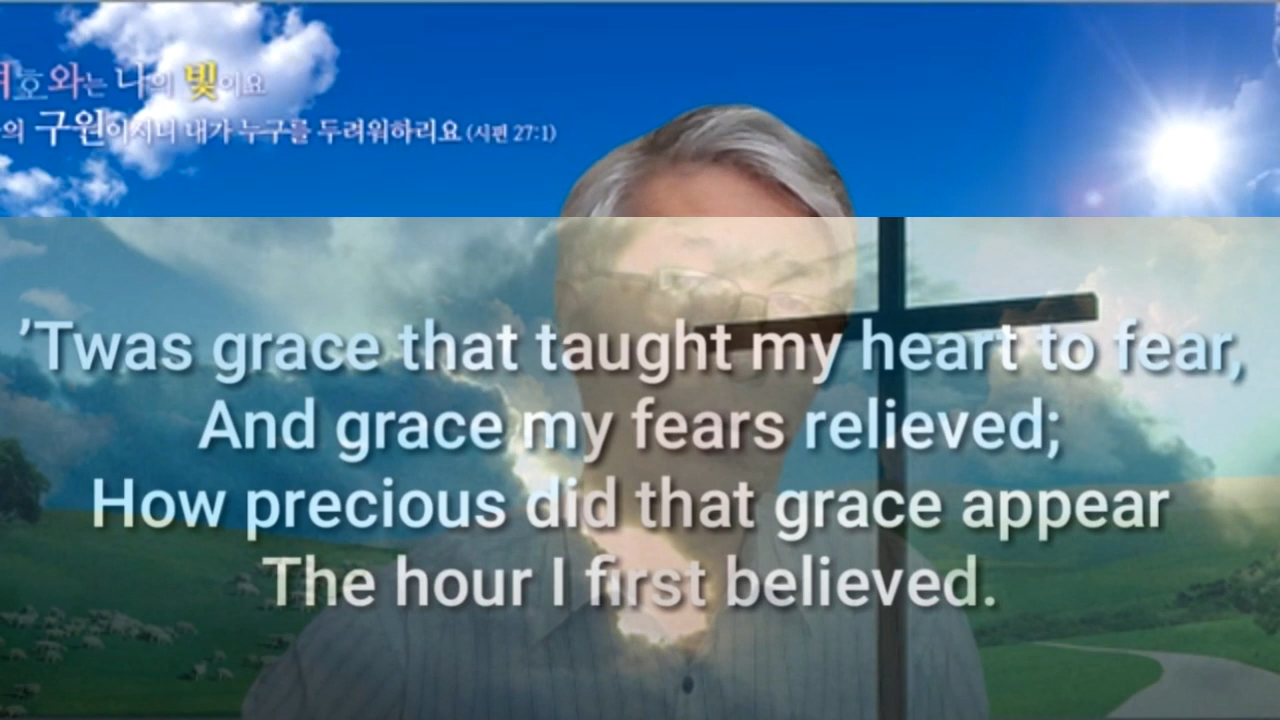 여호와는 나의 빛이요
의 구원이시니 내가 누구를 두려워하리요 (시편 27:1)
’Twas grace that taught my heart to fear,
And grace my fears relieved;
How precious did that grace appear
The hour I first believed.